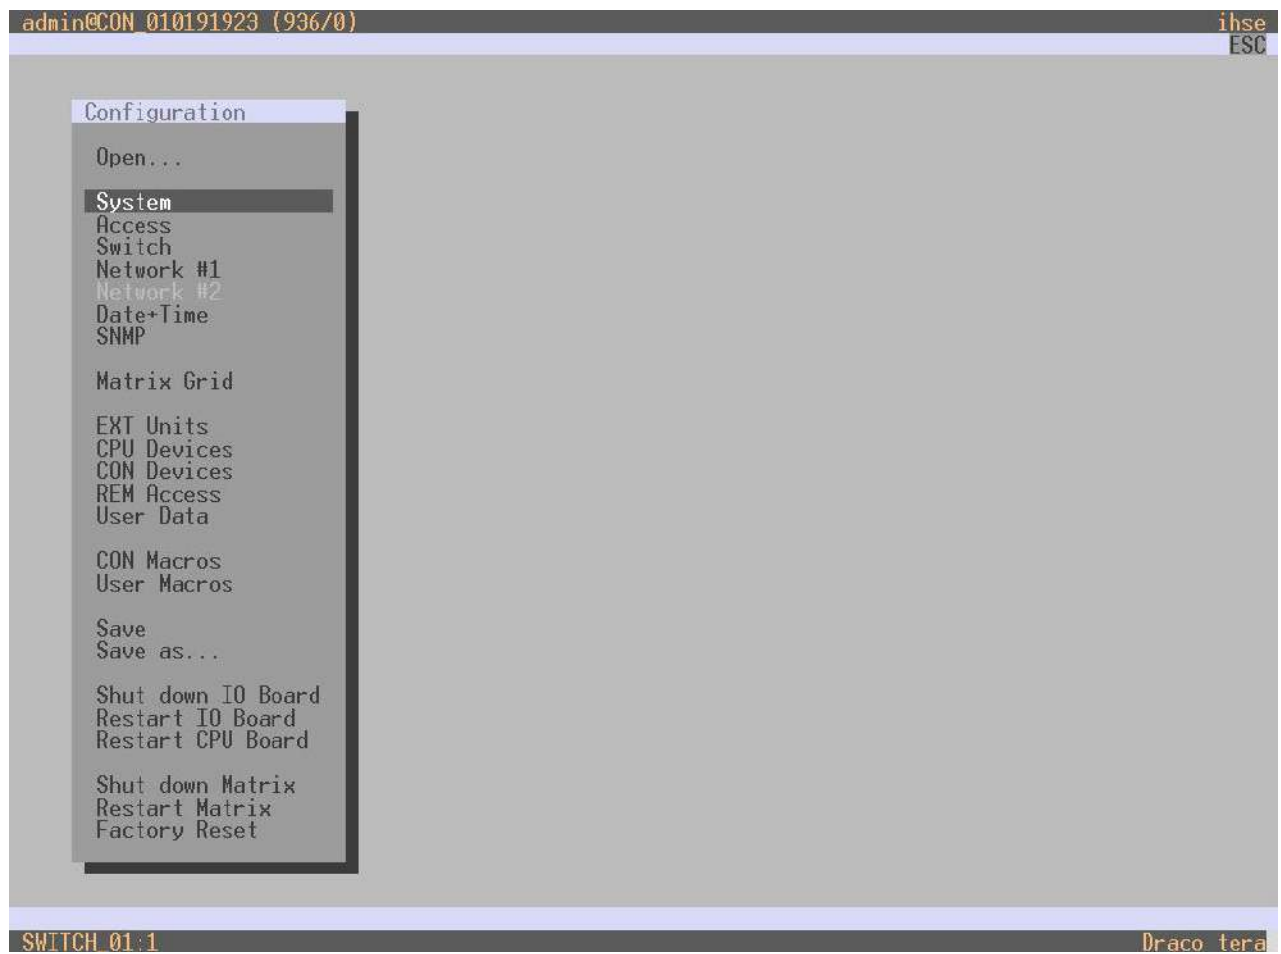 admin@CON_010191923 (936/0) ihse
ESC
Configuration
Open...
System
Access
Switch
Network #1
Network #2
Date+Time
SNMP
Matrix Grid
EXT Units
CPU Devices
CON Devices
REM Access
User Data
CON Macros
User Macros
Save
Save as...
Shut down IO Board
Restart IO Board
Restart CPU Board
Shut down Matrix
Restart Matrix
Factory Reset
SWITCH_01:1 Draco tera